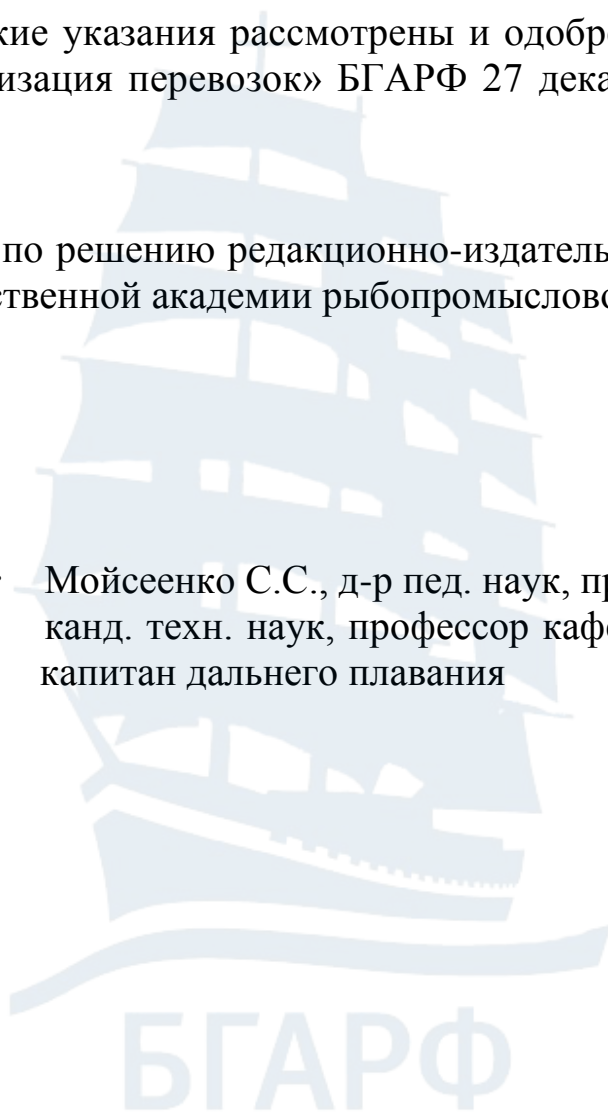 кие указания рассмотрены и одобре
изация перевозок» БГАРФ 27 дека
по решению редакционно-издатель
ственной академии рыбопромыслово
Мойсеенко С.С., д-р пед. наук, пр
канд. техн. наук, профессор кафе
капитан дальнего плавания
БГАРФ